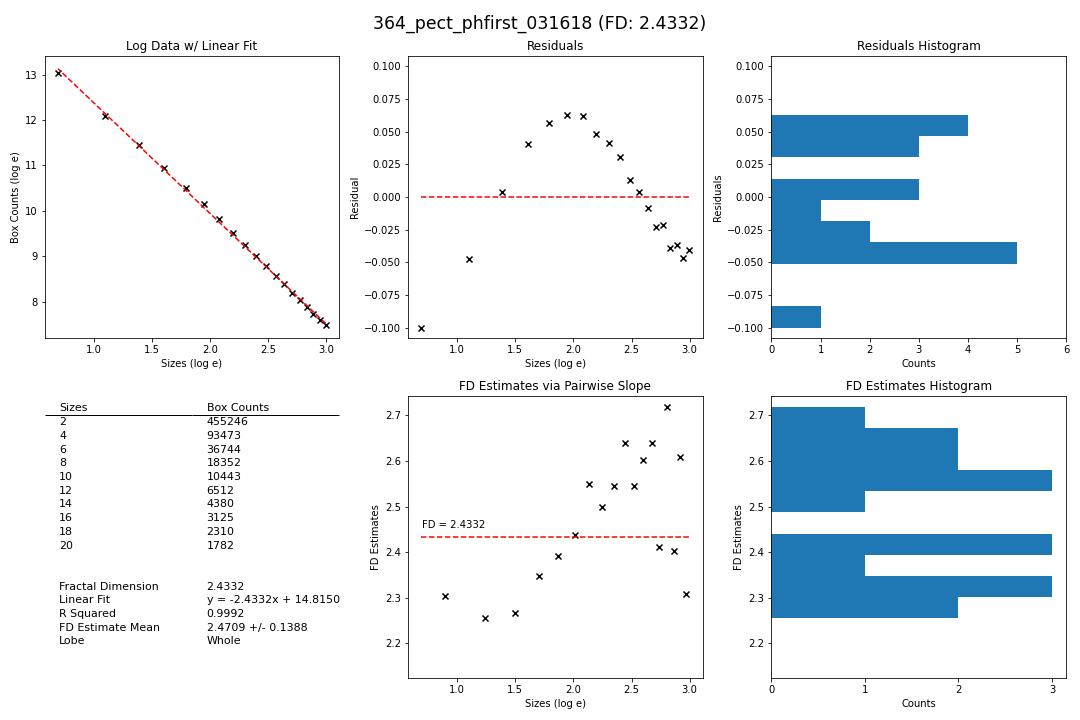 364_pect_phfirst_031618 (FD: 2.4332)
Log Data w/ Linear Fit
13
12
11
10
9
8
Box Counts (log e)
1.0 1.5 2.0 2.5 3.0
Sizes (log e)
Residuals
0.100
0.075
0.050
0.025
0.000
−0.025
−0.050
−0.075
−0.100
Residual
1.0 1.5 2.0 2.5 3.0
Sizes (log e)
Residuals Histogram
0.100
0.075
0.050
0.025
0.000
−0.025
−0.050
−0.075
−0.100
Residuals
0 1 2 3 4 5 6
Counts
Sizes Box Counts
2 455246
4 93473
6 36744
8 18352
10 10443
12 6512
14 4380
16 3125
18 2310
20 1782
Fractal Dimension 2.4332
Linear Fit y = -2.4332x + 14.8150
R Squared 0.9992
FD Estimate Mean 2.4709 +/- 0.1388
Lobe Whole
FD Estimates via Pairwise Slope
2.7
2.6
2.5
2.4
2.3
2.2
FD Estimates
FD = 2.4332
1.0 1.5 2.0 2.5 3.0
Sizes (log e)
FD Estimates Histogram
2.7
2.6
2.5
2.4
2.3
2.2
FD Estimates
0 1 2 3
Counts